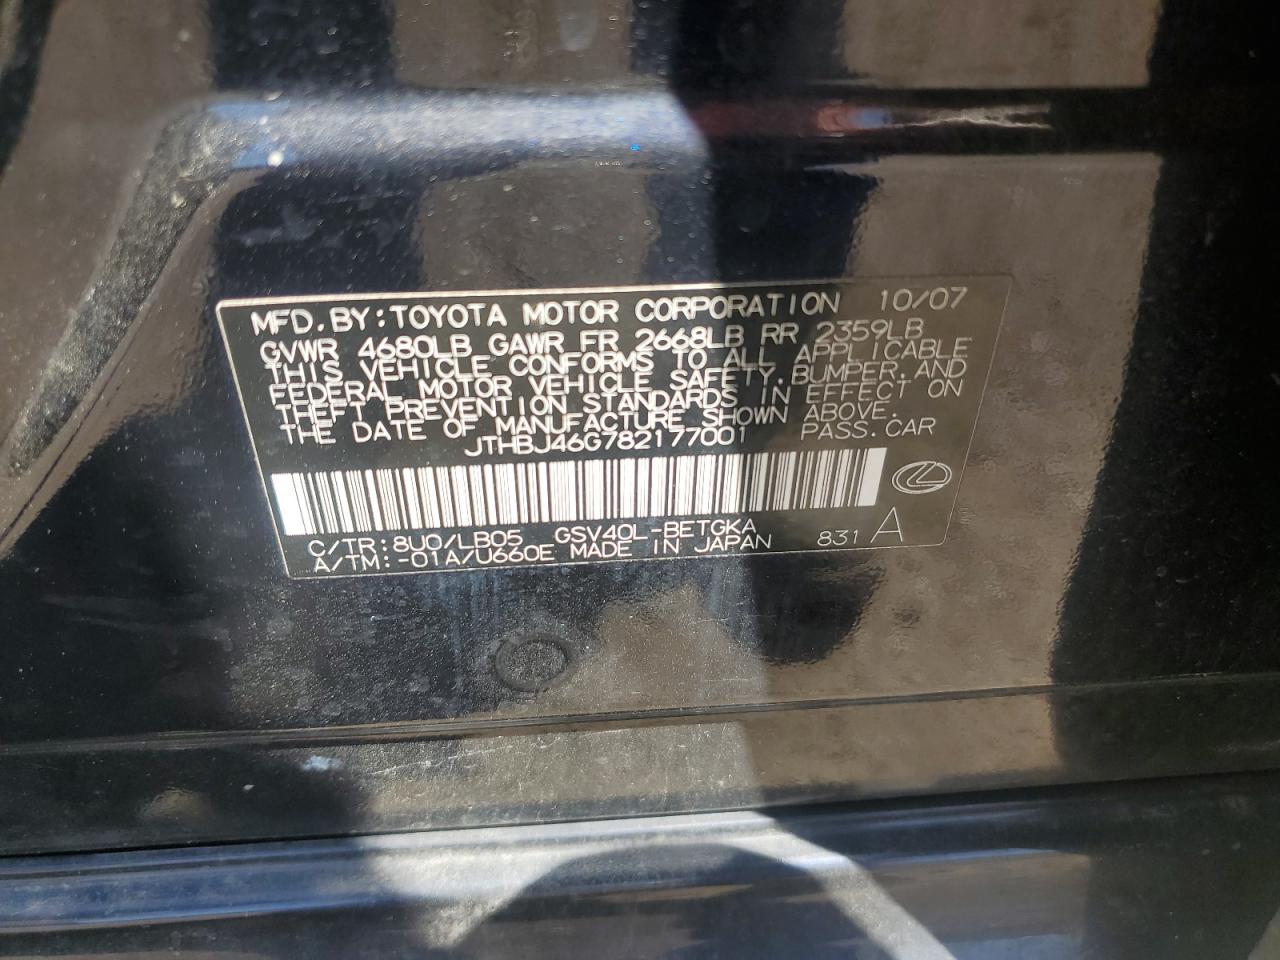 MFD. BY: TOYOTA MOTOR CORPORATION 10/07
GVWR 4680LB GAWR FR 2668LB RR 2359LB
THIS VEHICLE CONFORMS TO ALL APPLICABLE
FEDERAL MOTOR VEHICLE SAFETY, BUMPER, AND
THEFT PREVENTION STANDARDS IN EFFECT ON
THE DATE OF MANUFACTURE SHOWN ABOVE.
JTHBJ46G782177001 PASS. CAR
C/TR: 8U0/LB05 GSV40L-BETGKA
A/TM: -01A/U660E MADE IN JAPAN 831 A